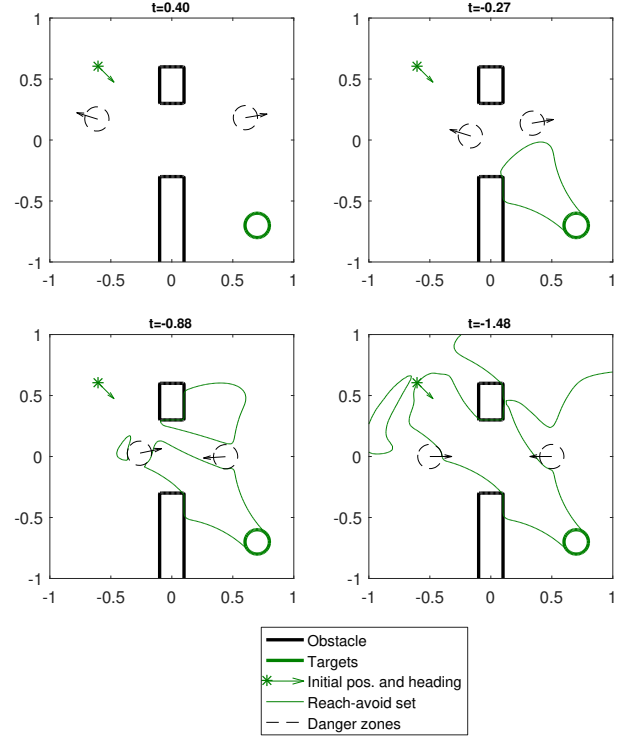 t=0.40
1
0.5
0
-0.5
-1
-1 -0.5 0 0.5 1
t=-0.27
1
0.5
0
-0.5
-1
-1 -0.5 0 0.5 1
t=-0.88
1
0.5
0
-0.5
-1
-1 -0.5 0 0.5 1
t=-1.48
1
0.5
0
-0.5
-1
-1 -0.5 0 0.5 1
Obstacle
Targets
Initial pos. and heading
Reach-avoid set
Danger zones